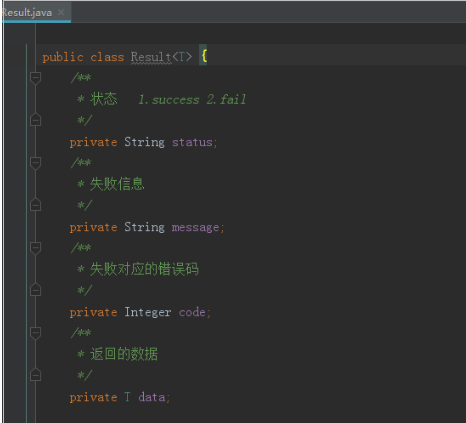 Result.java ×
public class Result<T> {
/**
* 状态 1.success 2.fail
*/
private String status;
/**
* 失败信息
*/
private String message;
/**
* 失败对应的错误码
*/
private Integer code;
/**
* 返回的数据
*/
private T data;